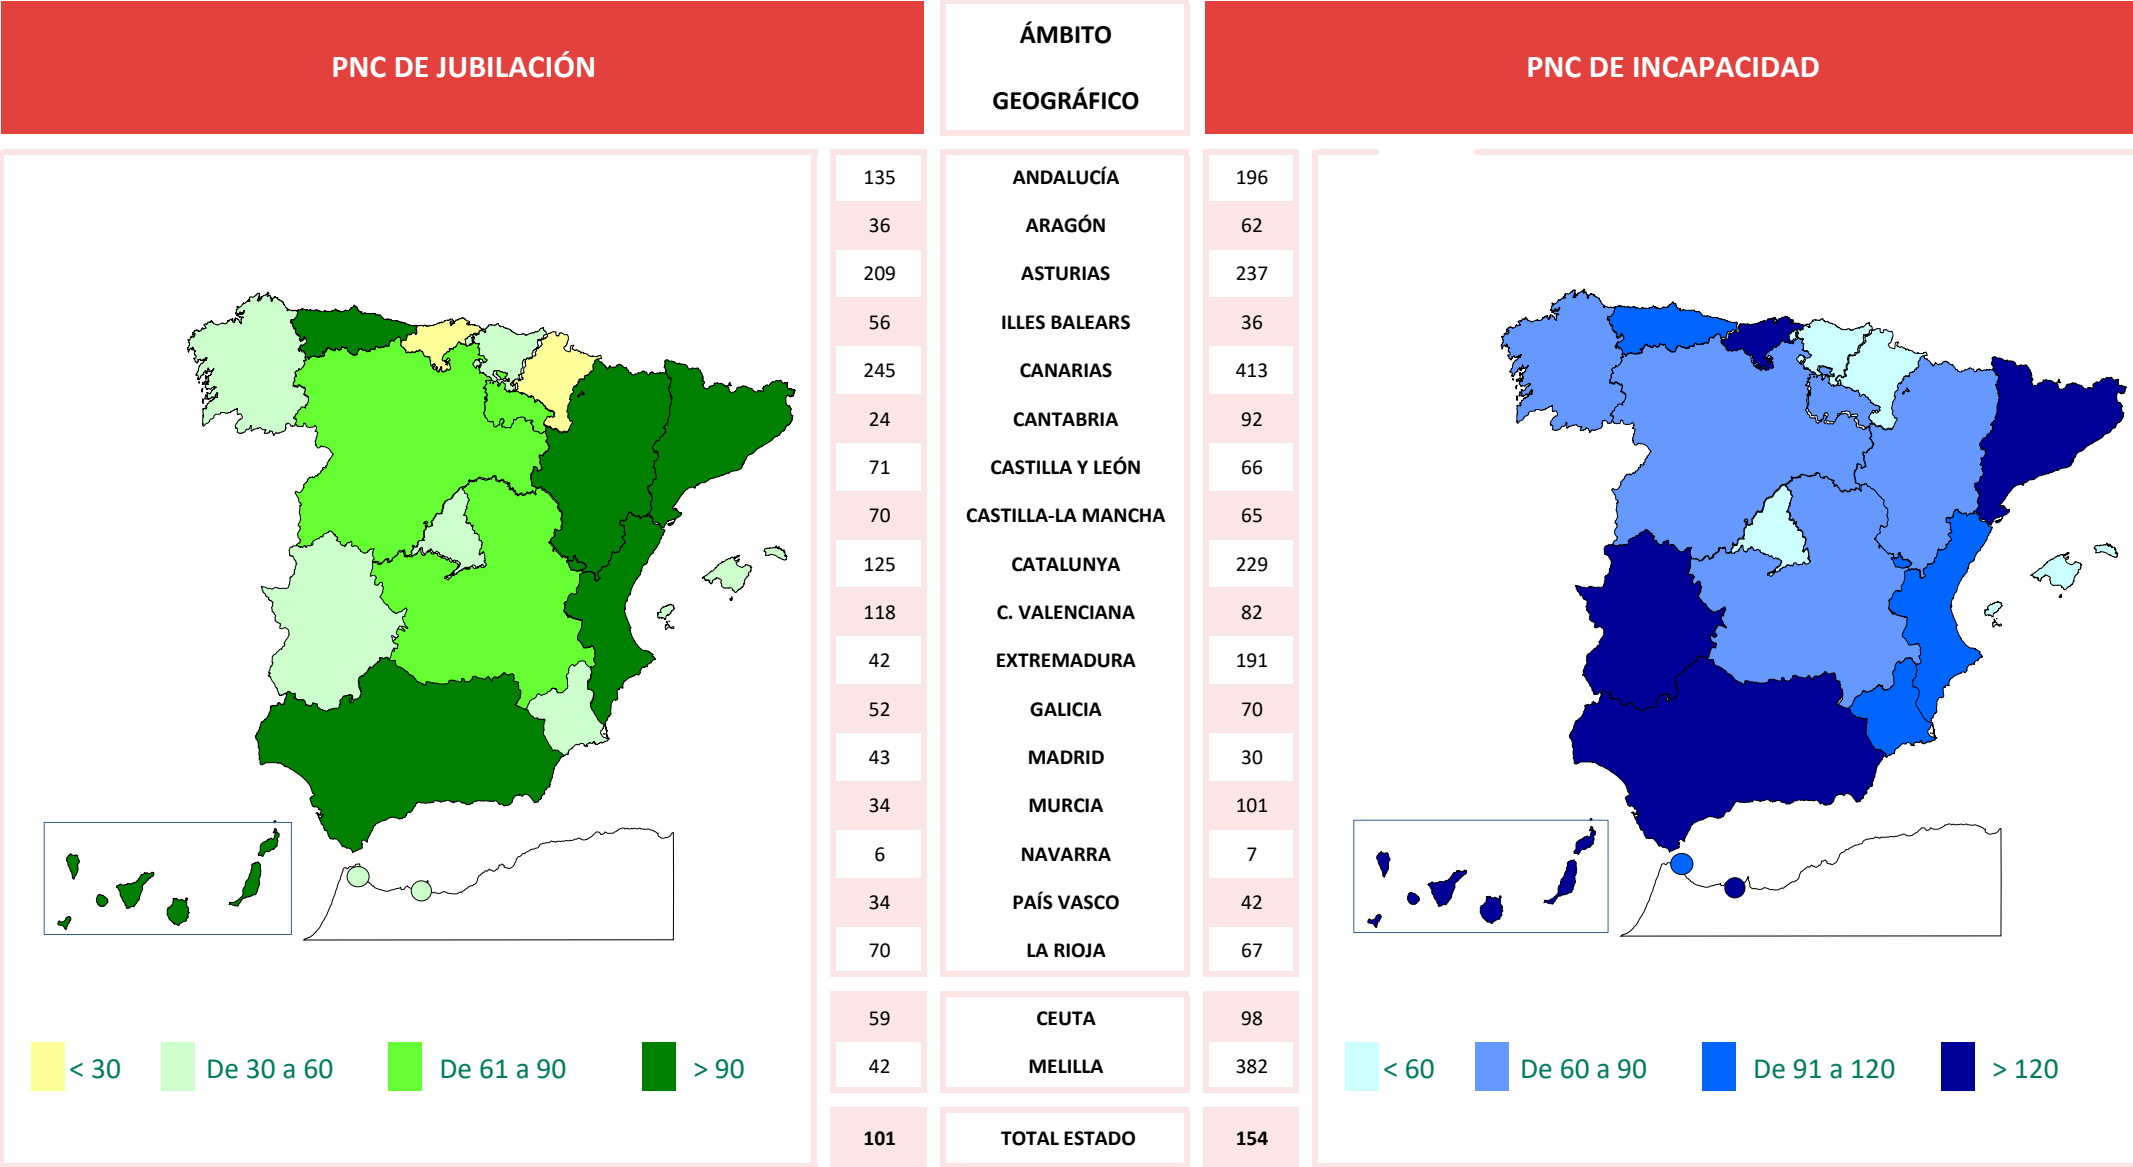 PNC DE JUBILACIÓN
ÁMBITO
GEOGRÁFICO
PNC DE INCAPACIDAD
135 ANDALUCÍA 196
36 ARAGÓN 62
209 ASTURIAS 237
56 ILLES BALEARS 36
245 CANARIAS 413
24 CANTABRIA 92
71 CASTILLA Y LEÓN 66
70 CASTILLA-LA MANCHA 65
125 CATALUNYA 229
118 C. VALENCIANA 82
42 EXTREMADURA 191
52 GALICIA 70
43 MADRID 30
34 MURCIA 101
6 NAVARRA 7
34 PAÍS VASCO 42
70 LA RIOJA 67
59 CEUTA 98
42 MELILLA 382
101 TOTAL ESTADO 154
< 30 De 30 a 60 De 61 a 90 > 90
< 60 De 60 a 90 De 91 a 120 > 120